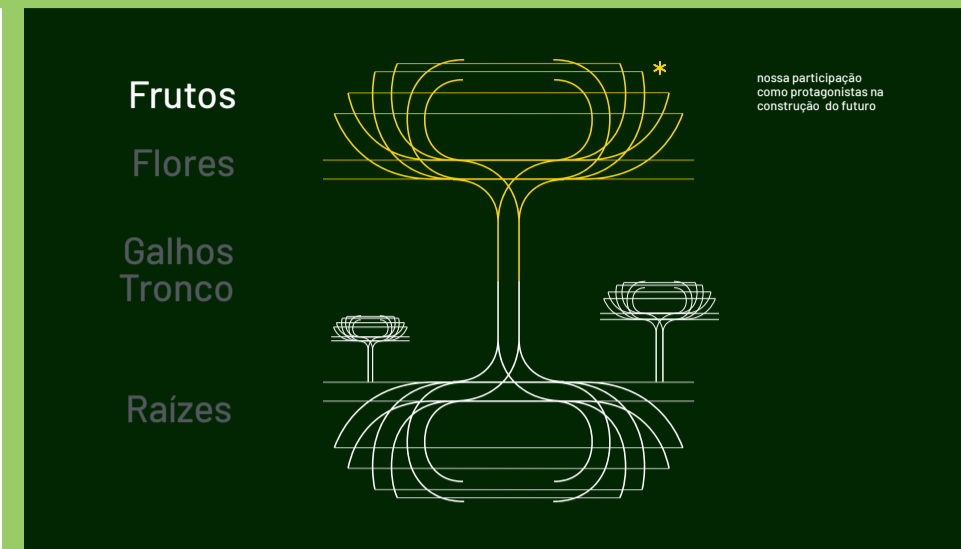 Frutos
Flores
Galhos
Tronco
Raízes
nossa participação
como protagonistas na
construção do futuro